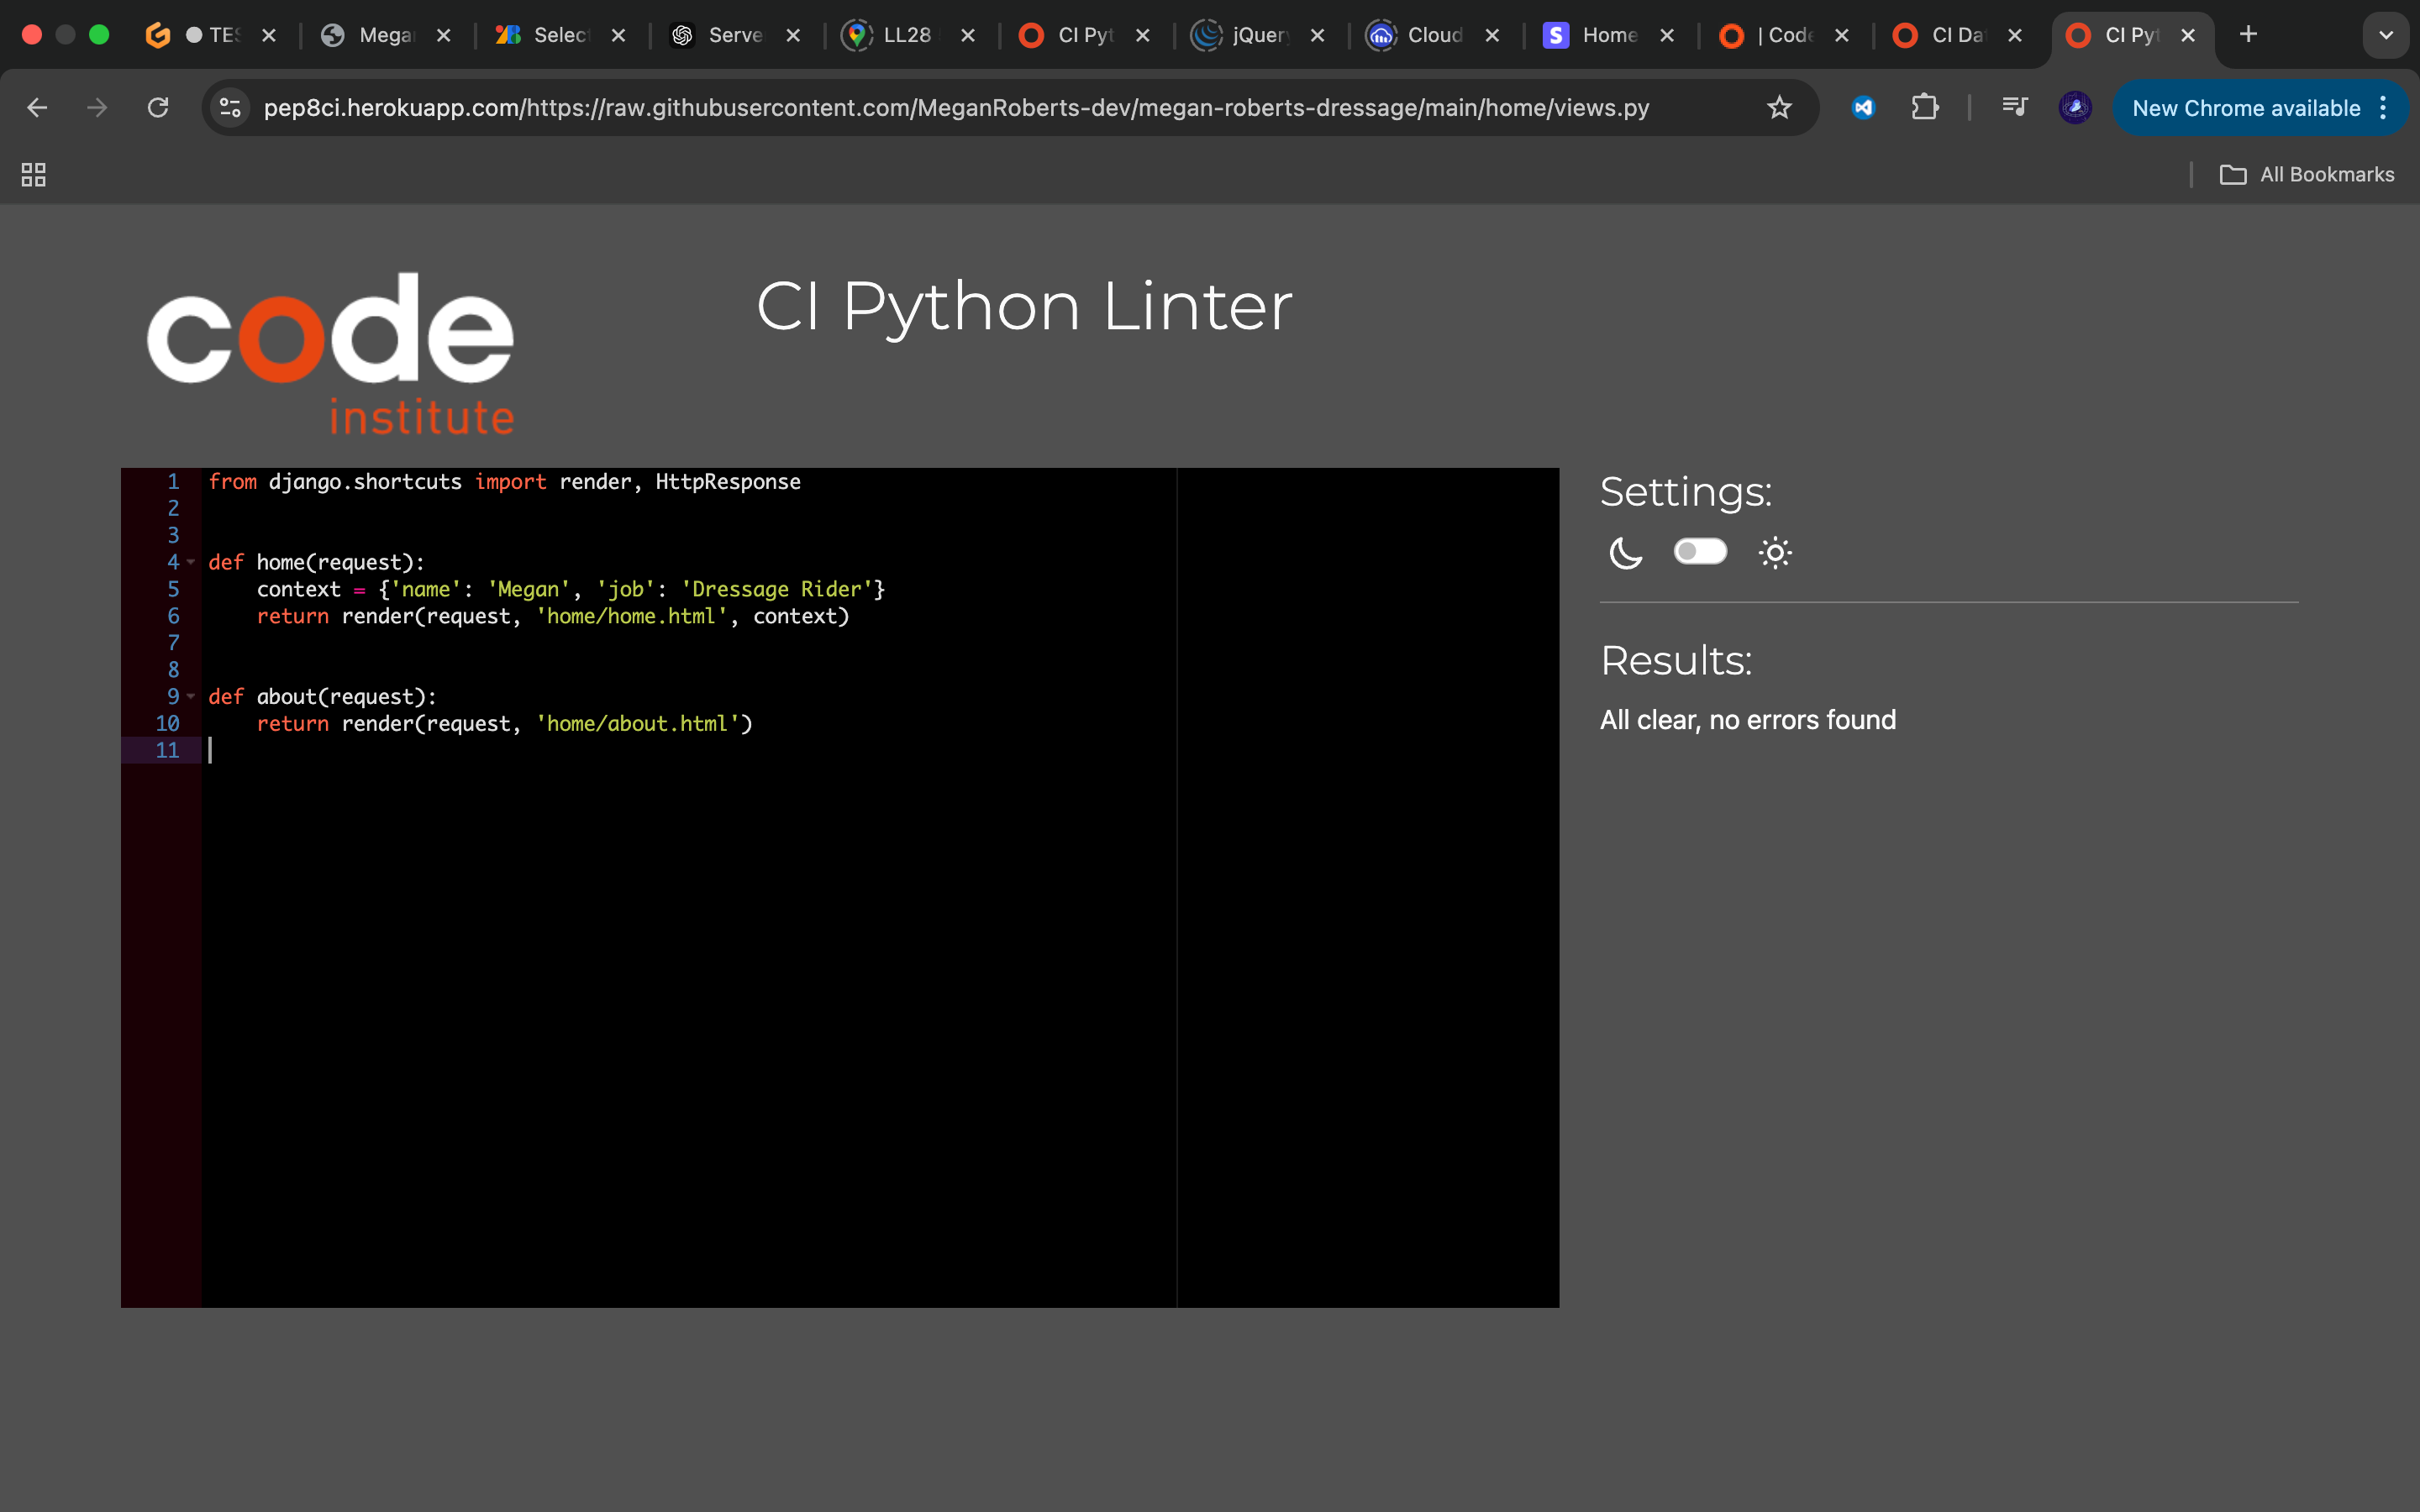 TES
Megan
Select
Serve
LL28
CI Pyt
jQuery
Cloud
Home
| Code
CI Dat
CI Pyt
pep8ci.herokuapp.com/https://raw.githubusercontent.com/MeganRoberts-dev/megan-roberts-dressage/main/home/views.py
New Chrome available
All Bookmarks
code
institute
CI Python Linter
1 from django.shortcuts import render, HttpResponse
2
3
4 def home(request):
5     context = {'name': 'Megan', 'job': 'Dressage Rider'}
6     return render(request, 'home/home.html', context)
7
8
9 def about(request):
10     return render(request, 'home/about.html')
11
Settings:
Results:
All clear, no errors found